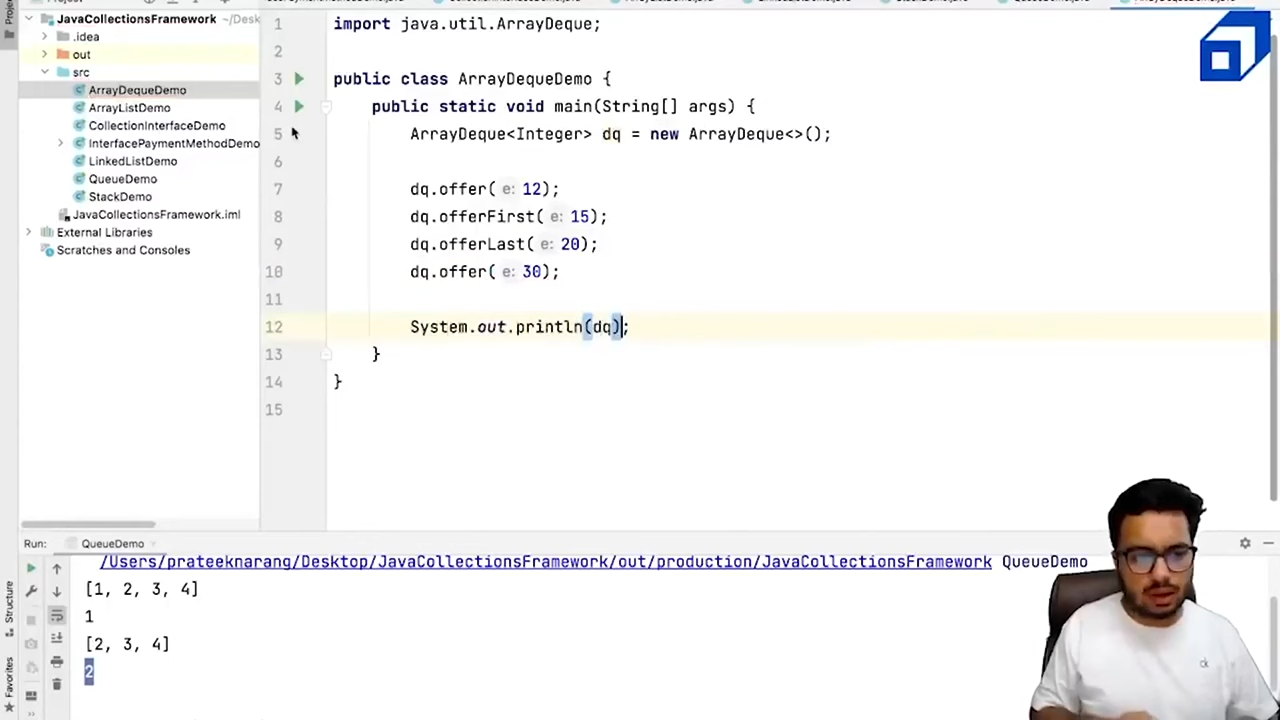 JavaCollectionsFramework ~/Desk
.idea
out
src
ArrayDequeDemo
ArrayListDemo
CollectionInterfaceDemo
InterfacePaymentMethodDemo
LinkedListDemo
QueueDemo
StackDemo
JavaCollectionsFramework.iml
External Libraries
Scratches and Consoles
1 import java.util.ArrayDeque;
2
3 public class ArrayDequeDemo {
4 public static void main(String[] args) {
5 ArrayDeque<Integer> dq = new ArrayDeque<>();
6
7 dq.offer( e: 12);
8 dq.offerFirst( e: 15);
9 dq.offerLast( e: 20);
10 dq.offer( e: 30);
11
12 System.out.println(dq);
13 }
14 }
15
Run: QueueDemo
/Users/prateeknarang/Desktop/JavaCollectionsFramework/out/production/JavaCollectionsFramework QueueDemo
[1, 2, 3, 4]
1
[2, 3, 4]
2
Structure
Favorites
ck